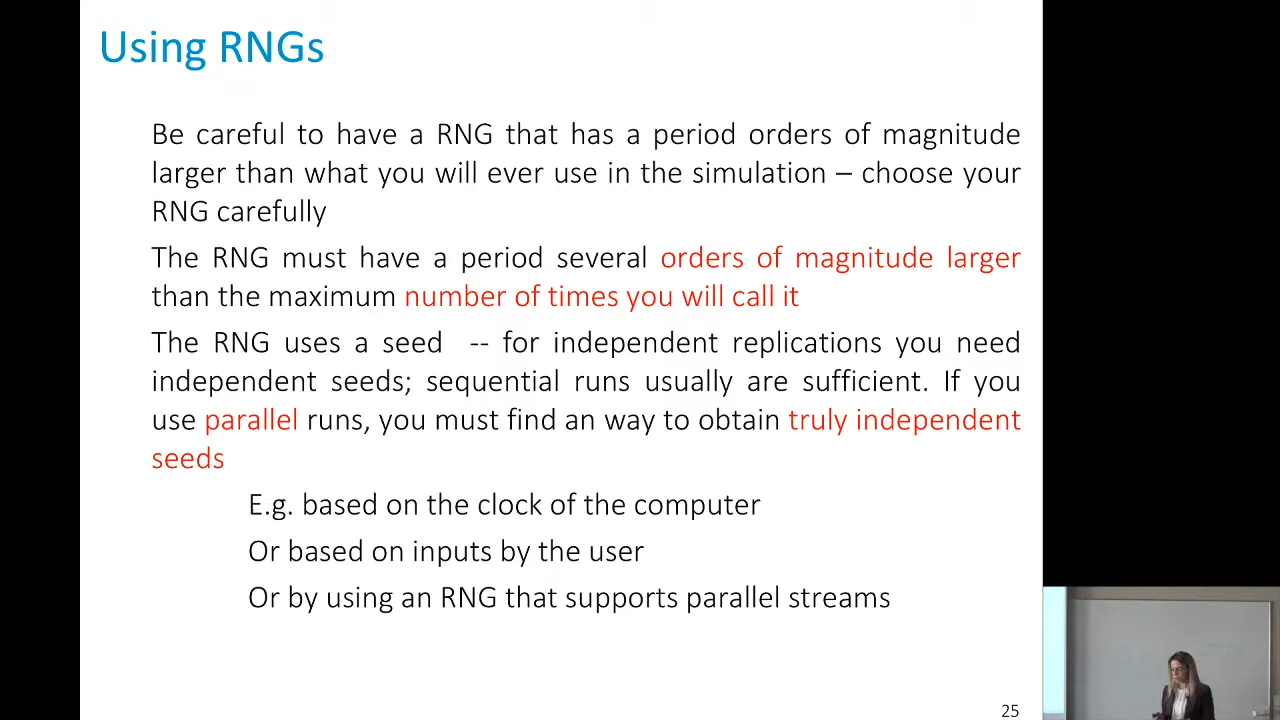 Using RNGs
Be careful to have a RNG that has a period orders of magnitude
larger than what you will ever use in the simulation – choose your
RNG carefully
The RNG must have a period several orders of magnitude larger
than the maximum number of times you will call it
The RNG uses a seed -- for independent replications you need
independent seeds; sequential runs usually are sufficient. If you
use parallel runs, you must find an way to obtain truly independent
seeds
E.g. based on the clock of the computer
Or based on inputs by the user
Or by using an RNG that supports parallel streams
25